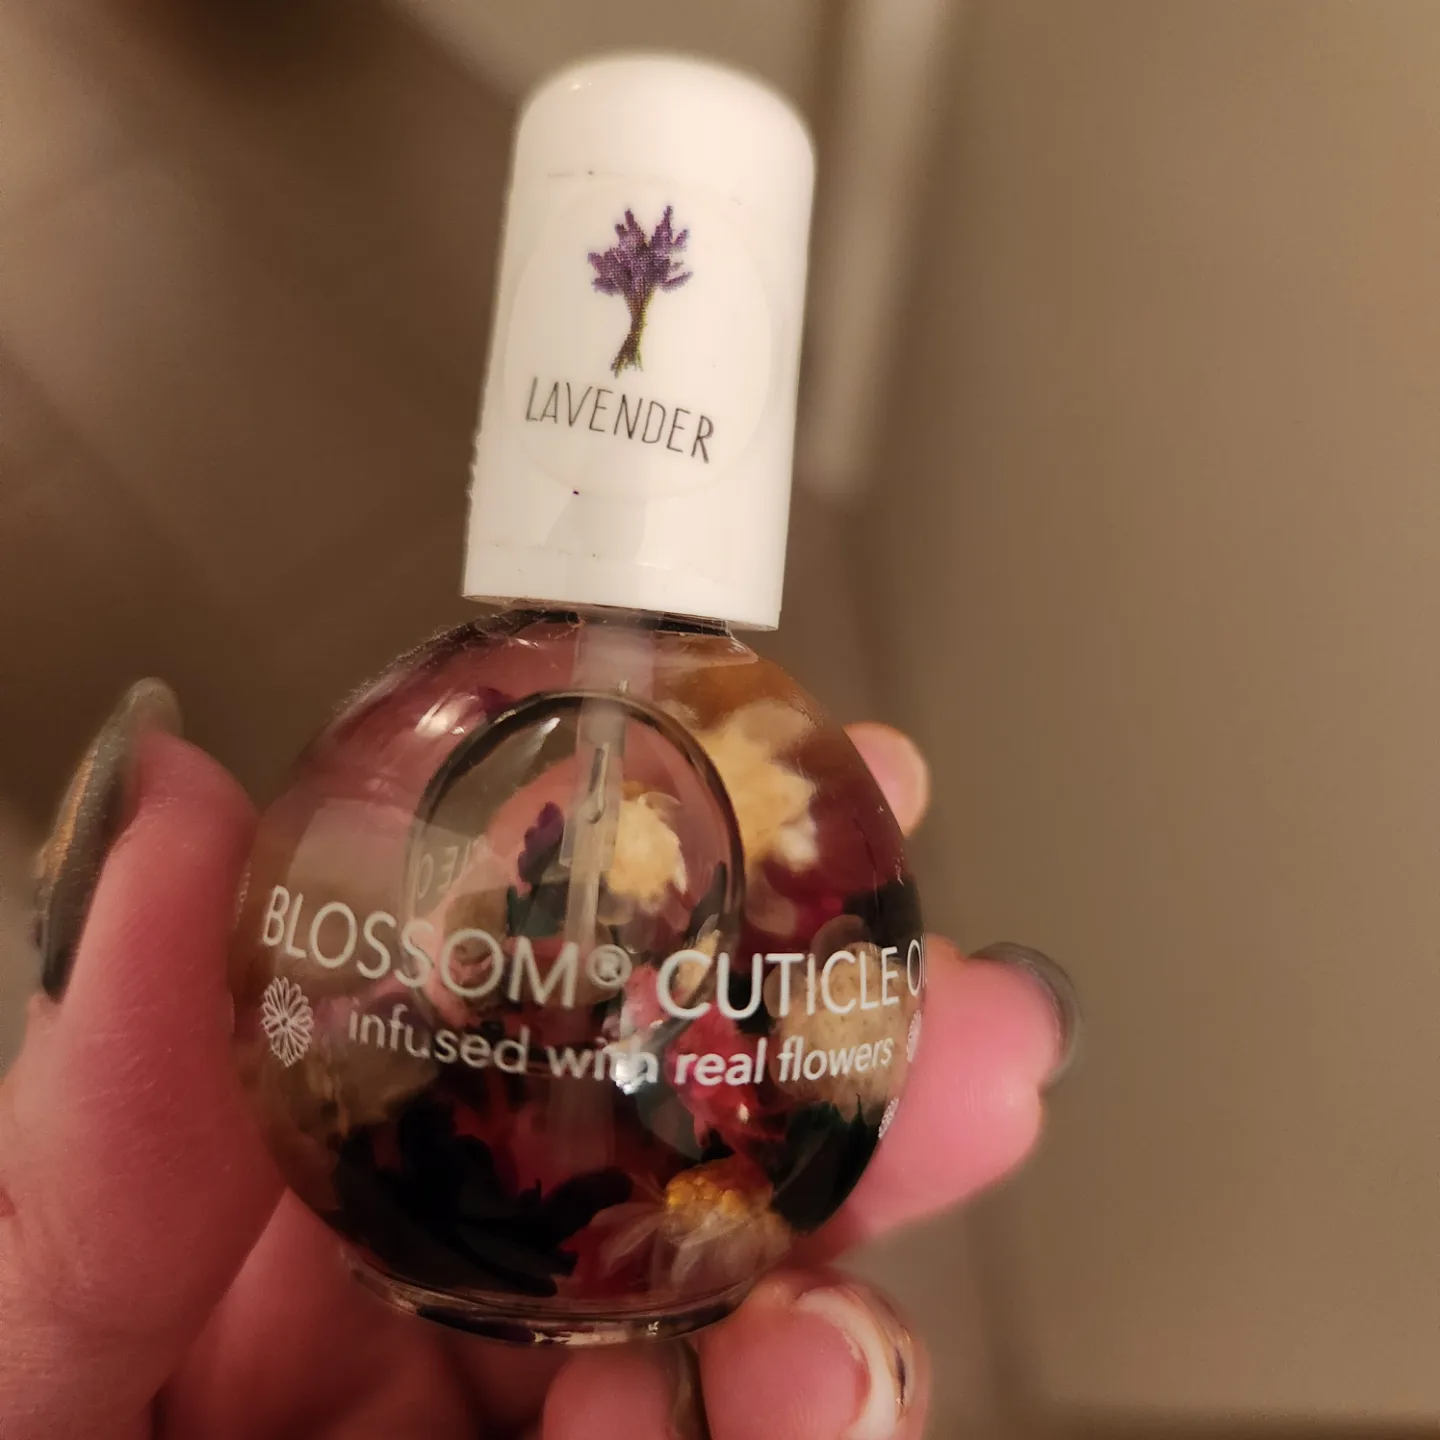 LAVENDER
BLOSSOM® CUTICLE
infused with real flowers